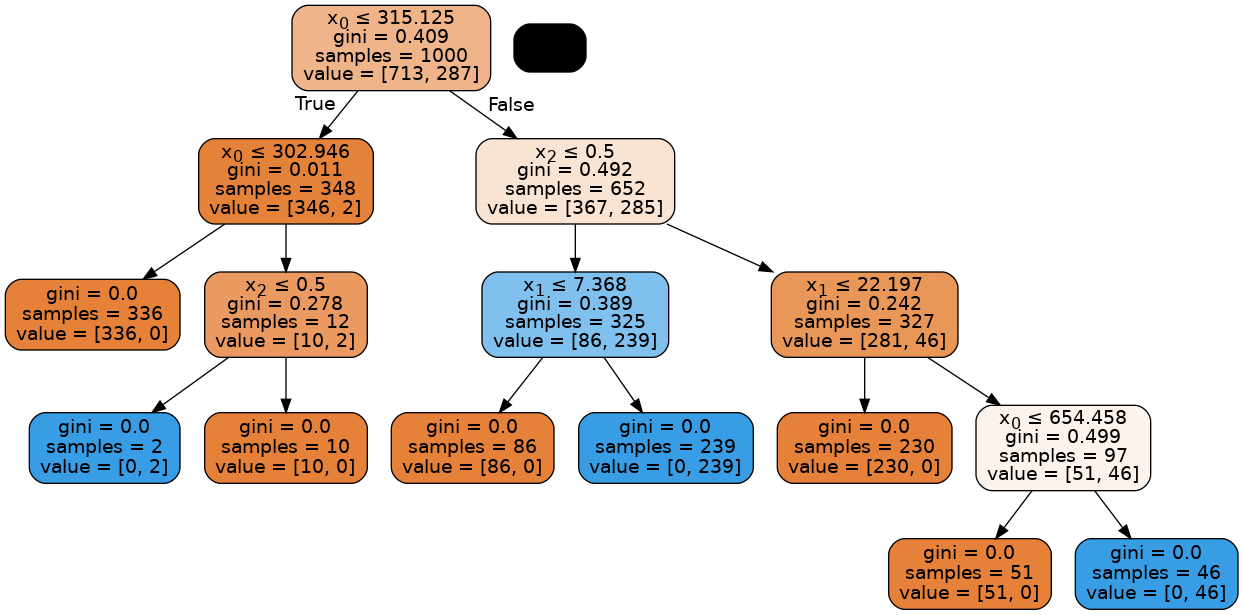 x₀ ≤ 315.125
gini = 0.409
samples = 1000
value = [713, 287]
True
False
x₀ ≤ 302.946
gini = 0.011
samples = 348
value = [346, 2]
x₂ ≤ 0.5
gini = 0.492
samples = 652
value = [367, 285]
gini = 0.0
samples = 336
value = [336, 0]
x₂ ≤ 0.5
gini = 0.278
samples = 12
value = [10, 2]
x₁ ≤ 7.368
gini = 0.389
samples = 325
value = [86, 239]
x₁ ≤ 22.197
gini = 0.242
samples = 327
value = [281, 46]
gini = 0.0
samples = 2
value = [0, 2]
gini = 0.0
samples = 10
value = [10, 0]
gini = 0.0
samples = 86
value = [86, 0]
gini = 0.0
samples = 239
value = [0, 239]
gini = 0.0
samples = 230
value = [230, 0]
x₀ ≤ 654.458
gini = 0.499
samples = 97
value = [51, 46]
gini = 0.0
samples = 51
value = [51, 0]
gini = 0.0
samples = 46
value = [0, 46]